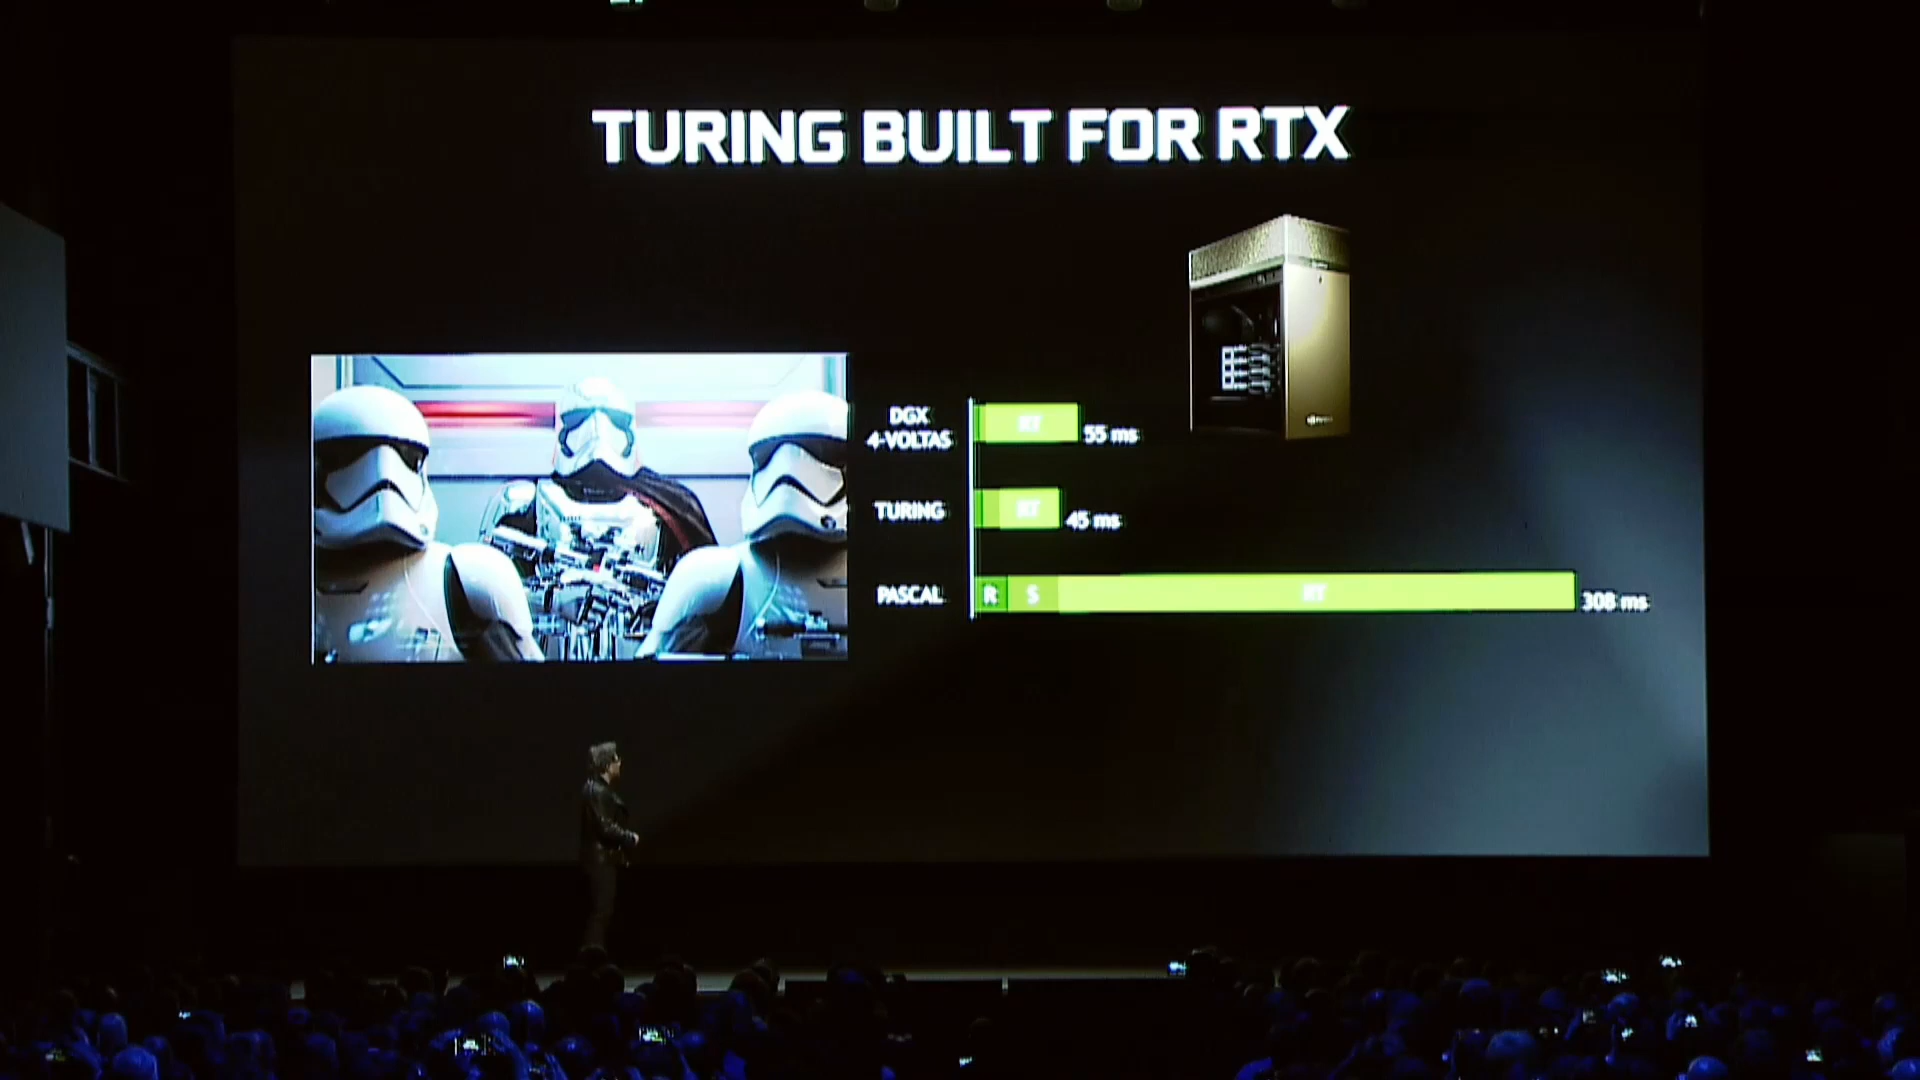 TURING BUILT FOR RTX
DGX
4-VOLTAS
RT
55 ms
TURING
RT
45 ms
PASCAL
R
S
RT
308 ms